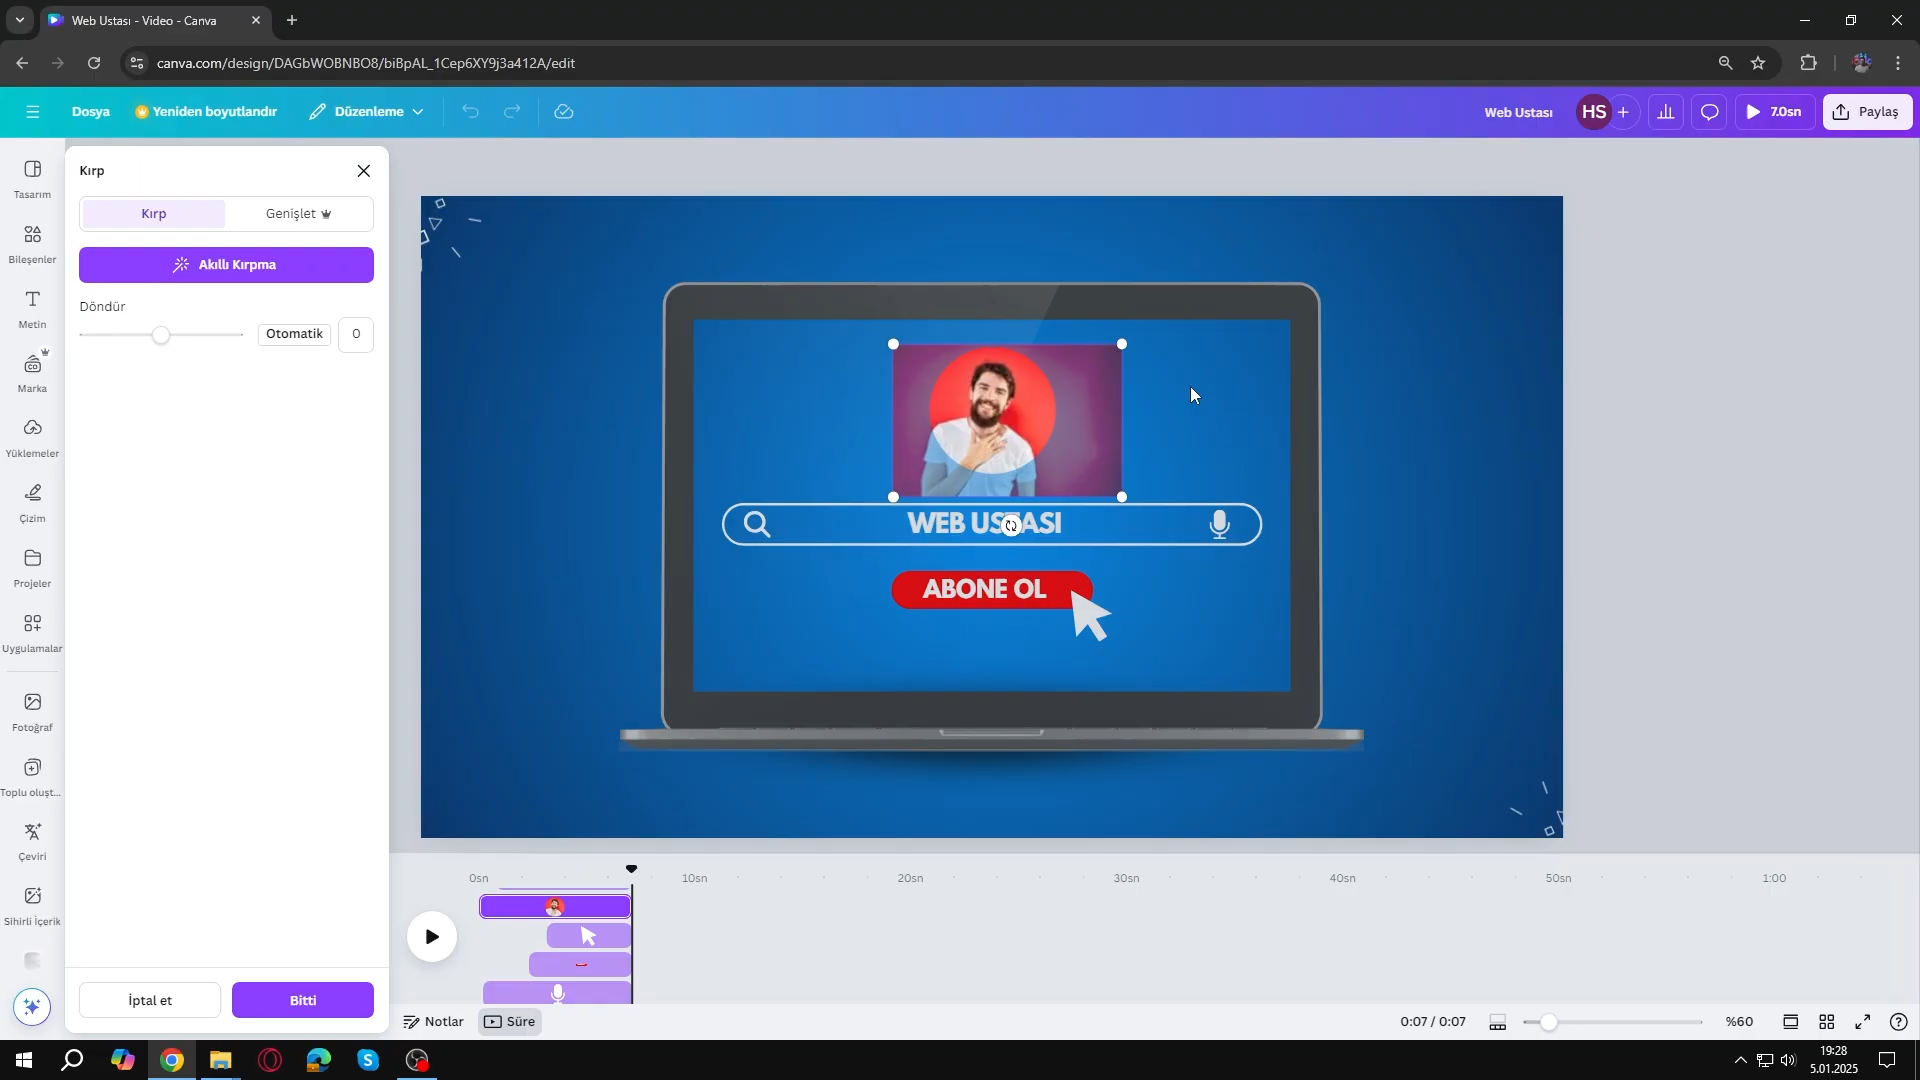 Web Ustası - Video - Canva
canva.com/design/DAGbWOBNBO8/biBpAL_1Cep6XY9j3a412A/edit
Dosya
Yeniden boyutlandır
Düzenleme
Web Ustası
HS
7.0sn
Paylaş
Tasarım
Bileşenler
Metin
Marka
Yüklemeler
Çizim
Projeler
Uygulamalar
Fotoğraf
Toplu oluşt...
Çeviri
Sihirli İçerik
Kırp
Kırp
Genişlet
Akıllı Kırpma
Döndür
Otomatik
0
İptal et
Bitti
WEB USTASI
ABONE OL
0sn
10sn
20sn
30sn
40sn
50sn
1:00
Notlar
Süre
0:07 / 0:07
%60
19:28
5.01.2025